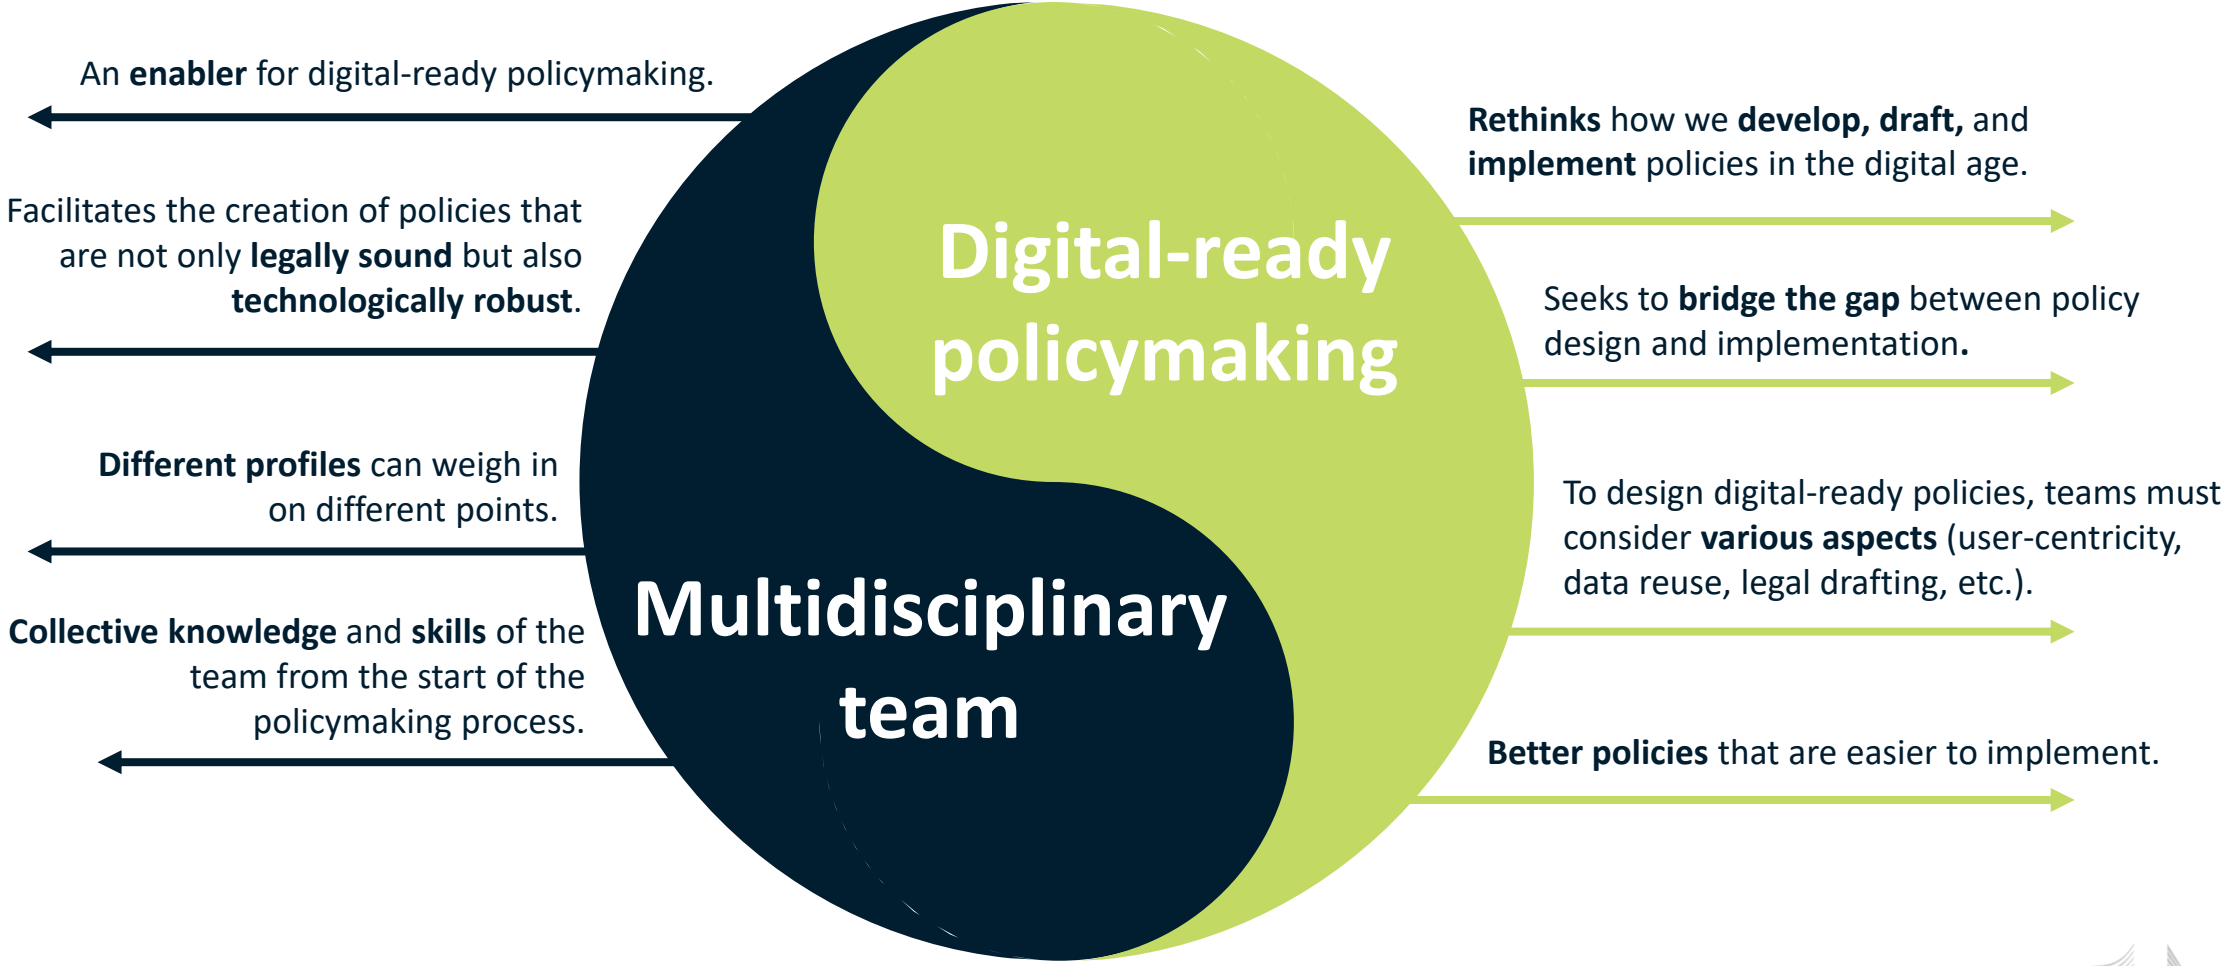 An enabler for digital-ready policymaking.
Facilitates the creation of policies that
are not only legally sound but also
technologically robust.
Different profiles can weigh in
on different points.
Collective knowledge and skills of the
team from the start of the
policymaking process.
Digital-ready
policymaking
Multidisciplinary
team
Rethinks how we develop, draft, and
implement policies in the digital age.
Seeks to bridge the gap between policy
design and implementation.
To design digital-ready policies, teams must
consider various aspects (user-centricity,
data reuse, legal drafting, etc.).
Better policies that are easier to implement.